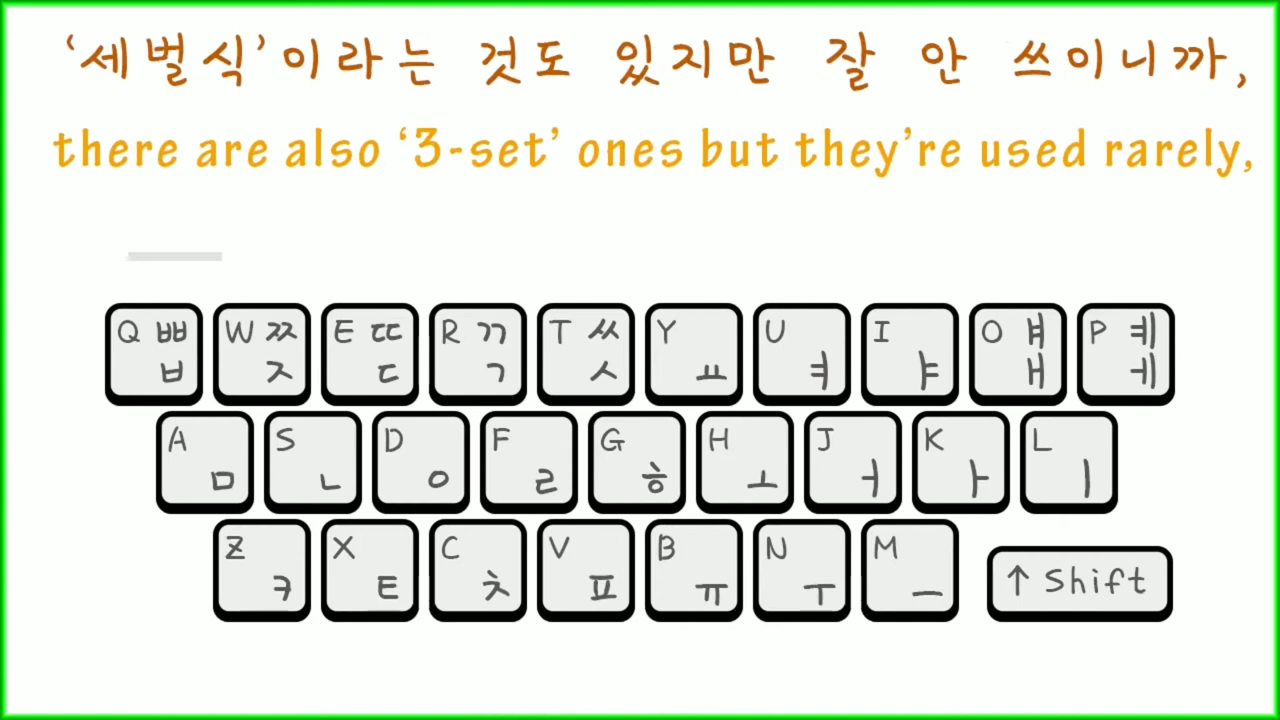 ‘세벌식’이라는 것도 있지만 잘 안 쓰이니까,
there are also ‘3-set’ ones but they’re used rarely,
Q ㅃ ㅂ W ㅉ ㅈ E ㄸ ㄷ R ㄲ ㄱ T ㅆ ㅅ Y ㅛ U ㅕ I ㅑ O ㅒ ㅐ P ㅖ ㅔ
A ㅁ S ㄴ D ㅇ F ㄹ G ㅎ H ㅗ J ㅓ K ㅏ L ㅣ
Z ㅋ X ㅌ C ㅊ V ㅍ B ㅠ N ㅜ M ㅡ ↑ Shift